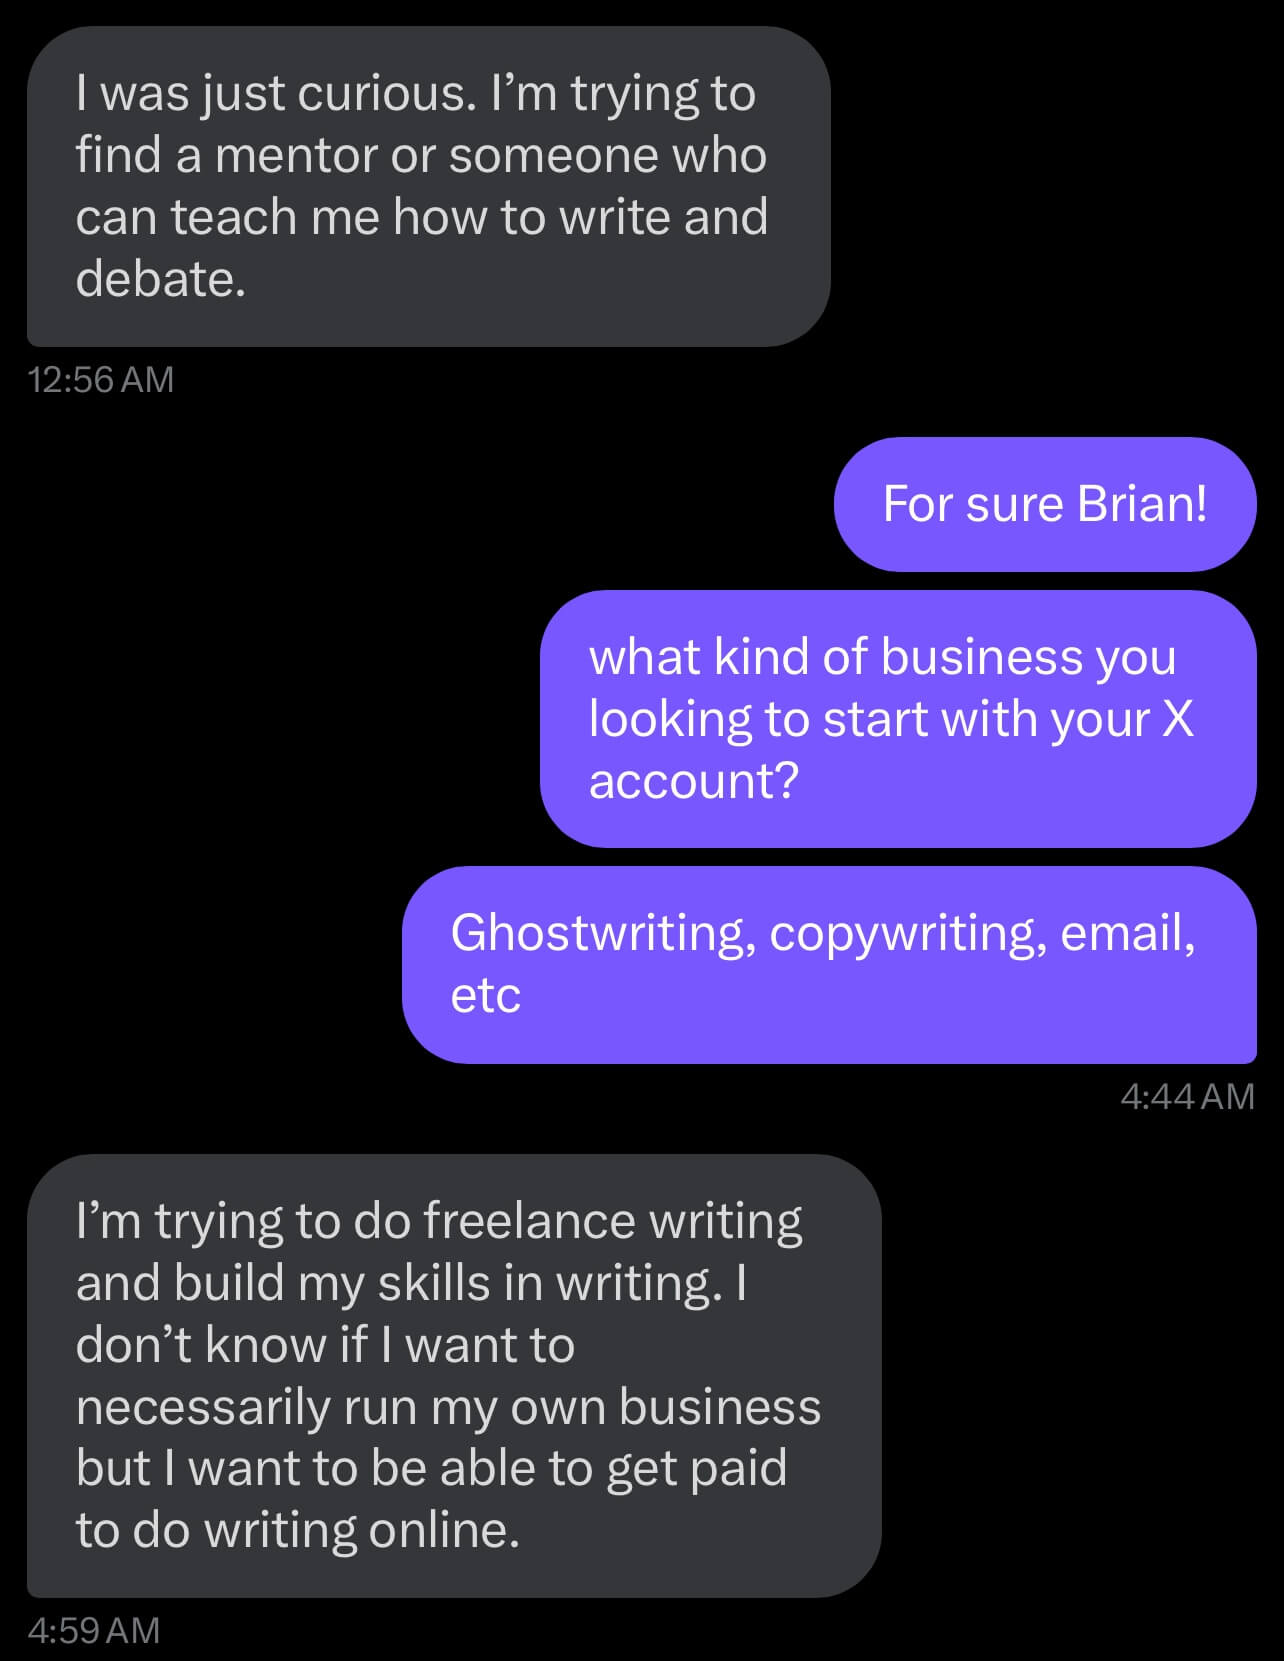 I was just curious. I’m trying to
find a mentor or someone who
can teach me how to write and
debate.
12:56 AM
For sure Brian!
what kind of business you
looking to start with your X
account?
Ghostwriting, copywriting, email,
etc
4:44 AM
I’m trying to do freelance writing
and build my skills in writing. I
don’t know if I want to
necessarily run my own business
but I want to be able to get paid
to do writing online.
4:59 AM